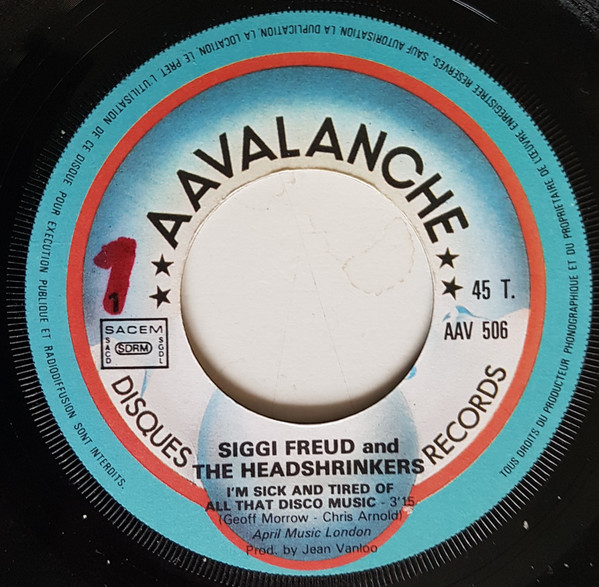 TOUS DROITS DU PRODUCTEUR PHONOGRAPHIQUE ET DU PROPRIETAIRE DE L'ŒUVRE ENREGISTREE RESERVES, SAUF AUTORISATION, LA DUPLICATION, LA LOCATION, LE PRET, L'UTILISATION DE CE DISQUE POUR EXECUTION PUBLIQUE ET RADIODIFFUSION SONT INTERDITS.
AAVALANCHE
1
1
45 T.
AAV 506
SACEM
SACD SDRM SGDL
DISQUES RECORDS
SIGGI FREUD and
THE HEADSHRINKERS
I'M SICK AND TIRED OF
ALL THAT DISCO MUSIC - 3'15
(Geoff Morrow - Chris Arnold)
April Music London
Prod. by Jean Vanloo